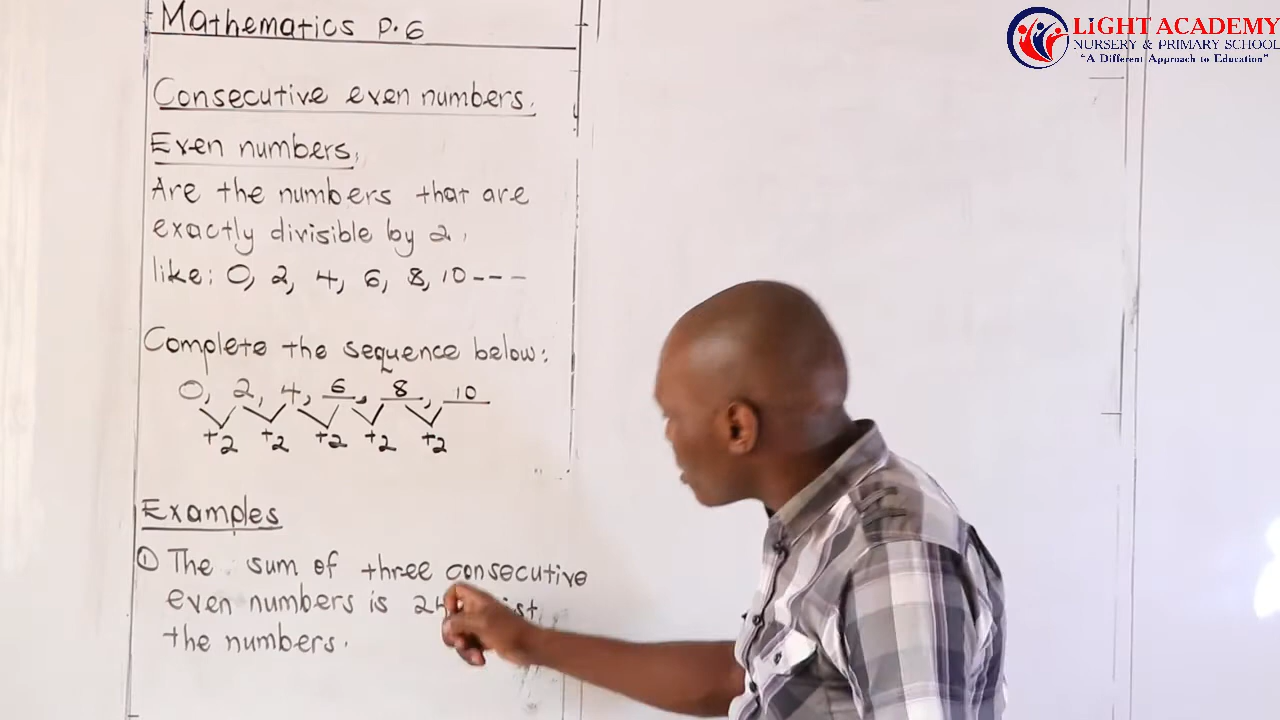 Mathematics P.6
Consecutive even numbers.
Even numbers,
Are the numbers that are
exactly divisible by 2.
like: 0, 2, 4, 6, 8, 10---
Complete the sequence below:
0, 2, 4, 6, 8, 10
+2 +2 +2 +2 +2
Examples
① The sum of three consecutive
even numbers is
the numbers.
LIGHT ACADEMY
NURSERY & PRIMARY SCHOOL
"A Different Approach to Education"